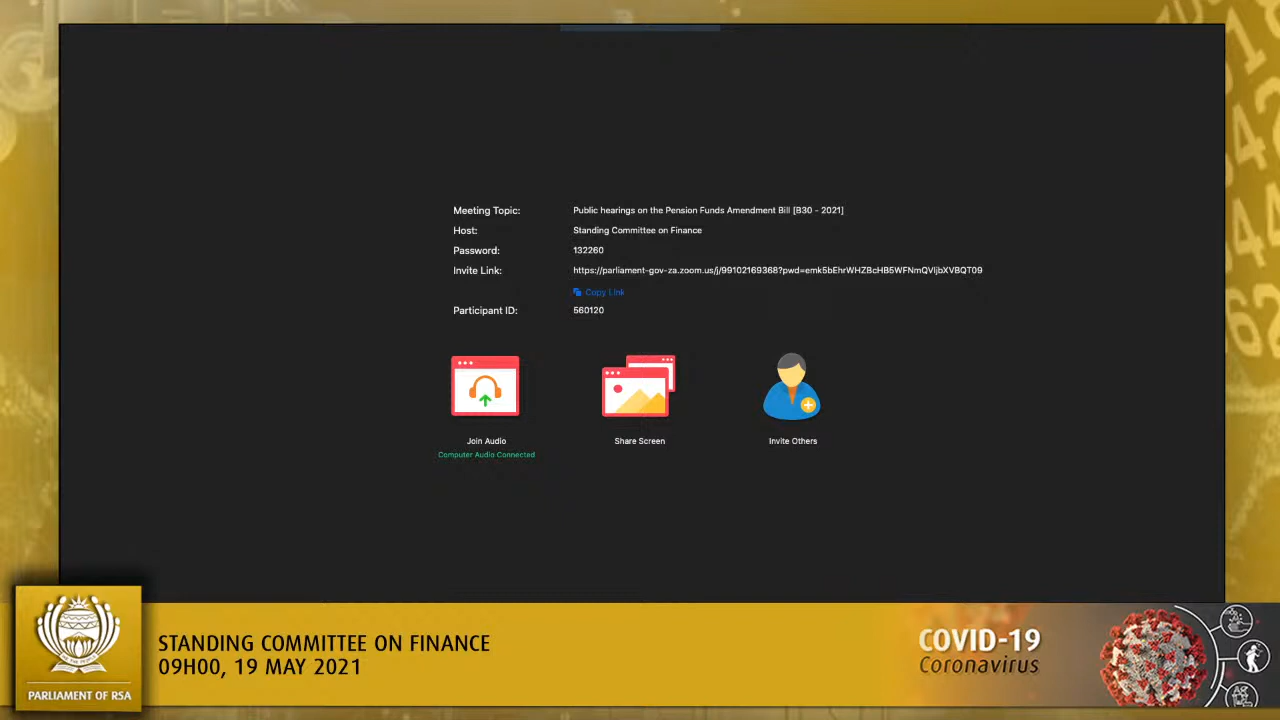 Meeting Topic: Public hearings on the Pension Funds Amendment Bill [B30 - 2021]
Host: Standing Committee on Finance
Password: 132260
Invite Link: https://parliament-gov-za.zoom.us/j/99102169368?pwd=emk5bEhrWHZBcHB5WFNmQVljbXVBQT09
Copy Link
Participant ID: 560120
Join Audio Share Screen Invite Others
Computer Audio Connected
STANDING COMMITTEE ON FINANCE
09H00, 19 MAY 2021
PARLIAMENT OF RSA
COVID-19
Coronavirus